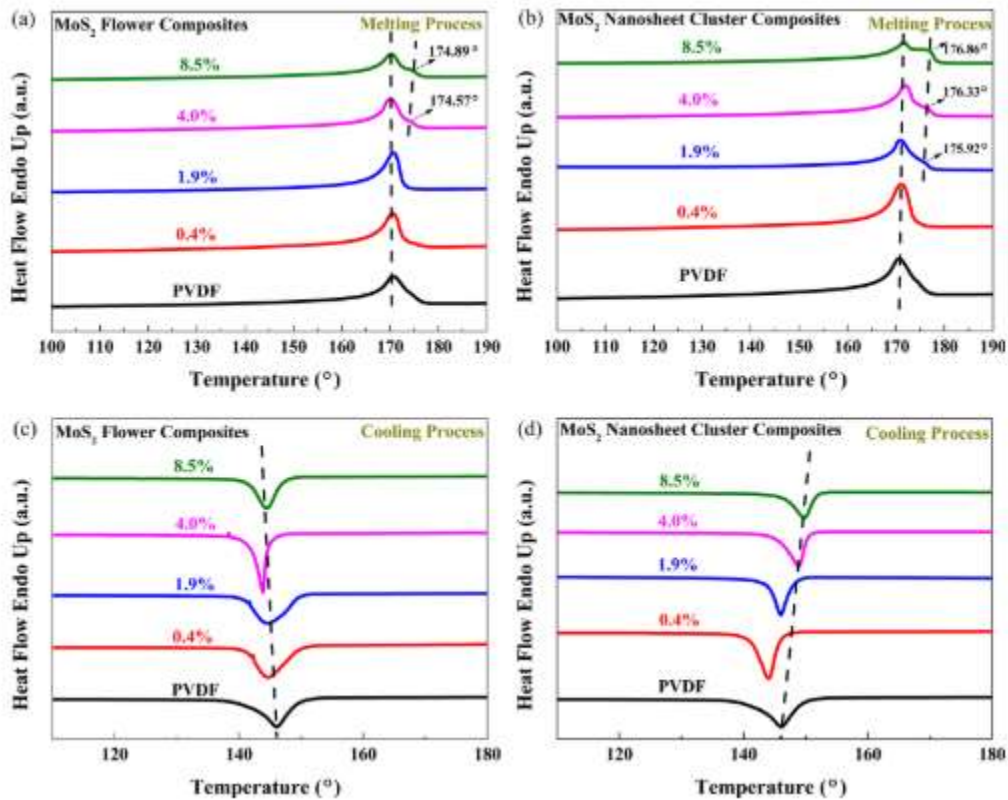 (a)
MoS2 Flower Composites
Melting Process
174.89°
8.5%
174.57°
4.0%
1.9%
0.4%
PVDF
Heat Flow Endo Up (a.u.)
100 110 120 130 140 150 160 170 180 190
Temperature (°)
(b)
MoS2 Nanosheet Cluster Composites
Melting Process
8.5%
176.86°
4.0%
176.33°
1.9%
175.92°
0.4%
PVDF
Heat Flow Endo Up (a.u.)
100 110 120 130 140 150 160 170 180 190
Temperature (°)
(c)
MoS2 Flower Composites
Cooling Process
8.5%
4.0%
1.9%
0.4%
PVDF
Heat Flow Endo Up (a.u.)
120 140 160 180
Temperature (°)
(d)
MoS2 Nanosheet Cluster Composites
Cooling Process
8.5%
4.0%
1.9%
0.4%
PVDF
Heat Flow Endo Up (a.u.)
120 140 160 180
Temperature (°)